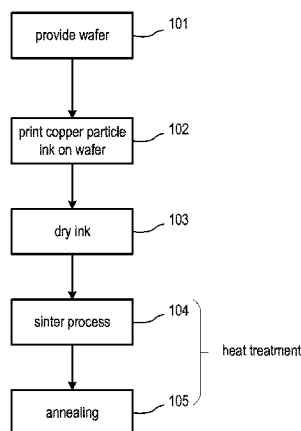 provide wafer
101
print copper particle
ink on wafer
102
dry ink
103
sinter process
104
heat treatment
annealing
105